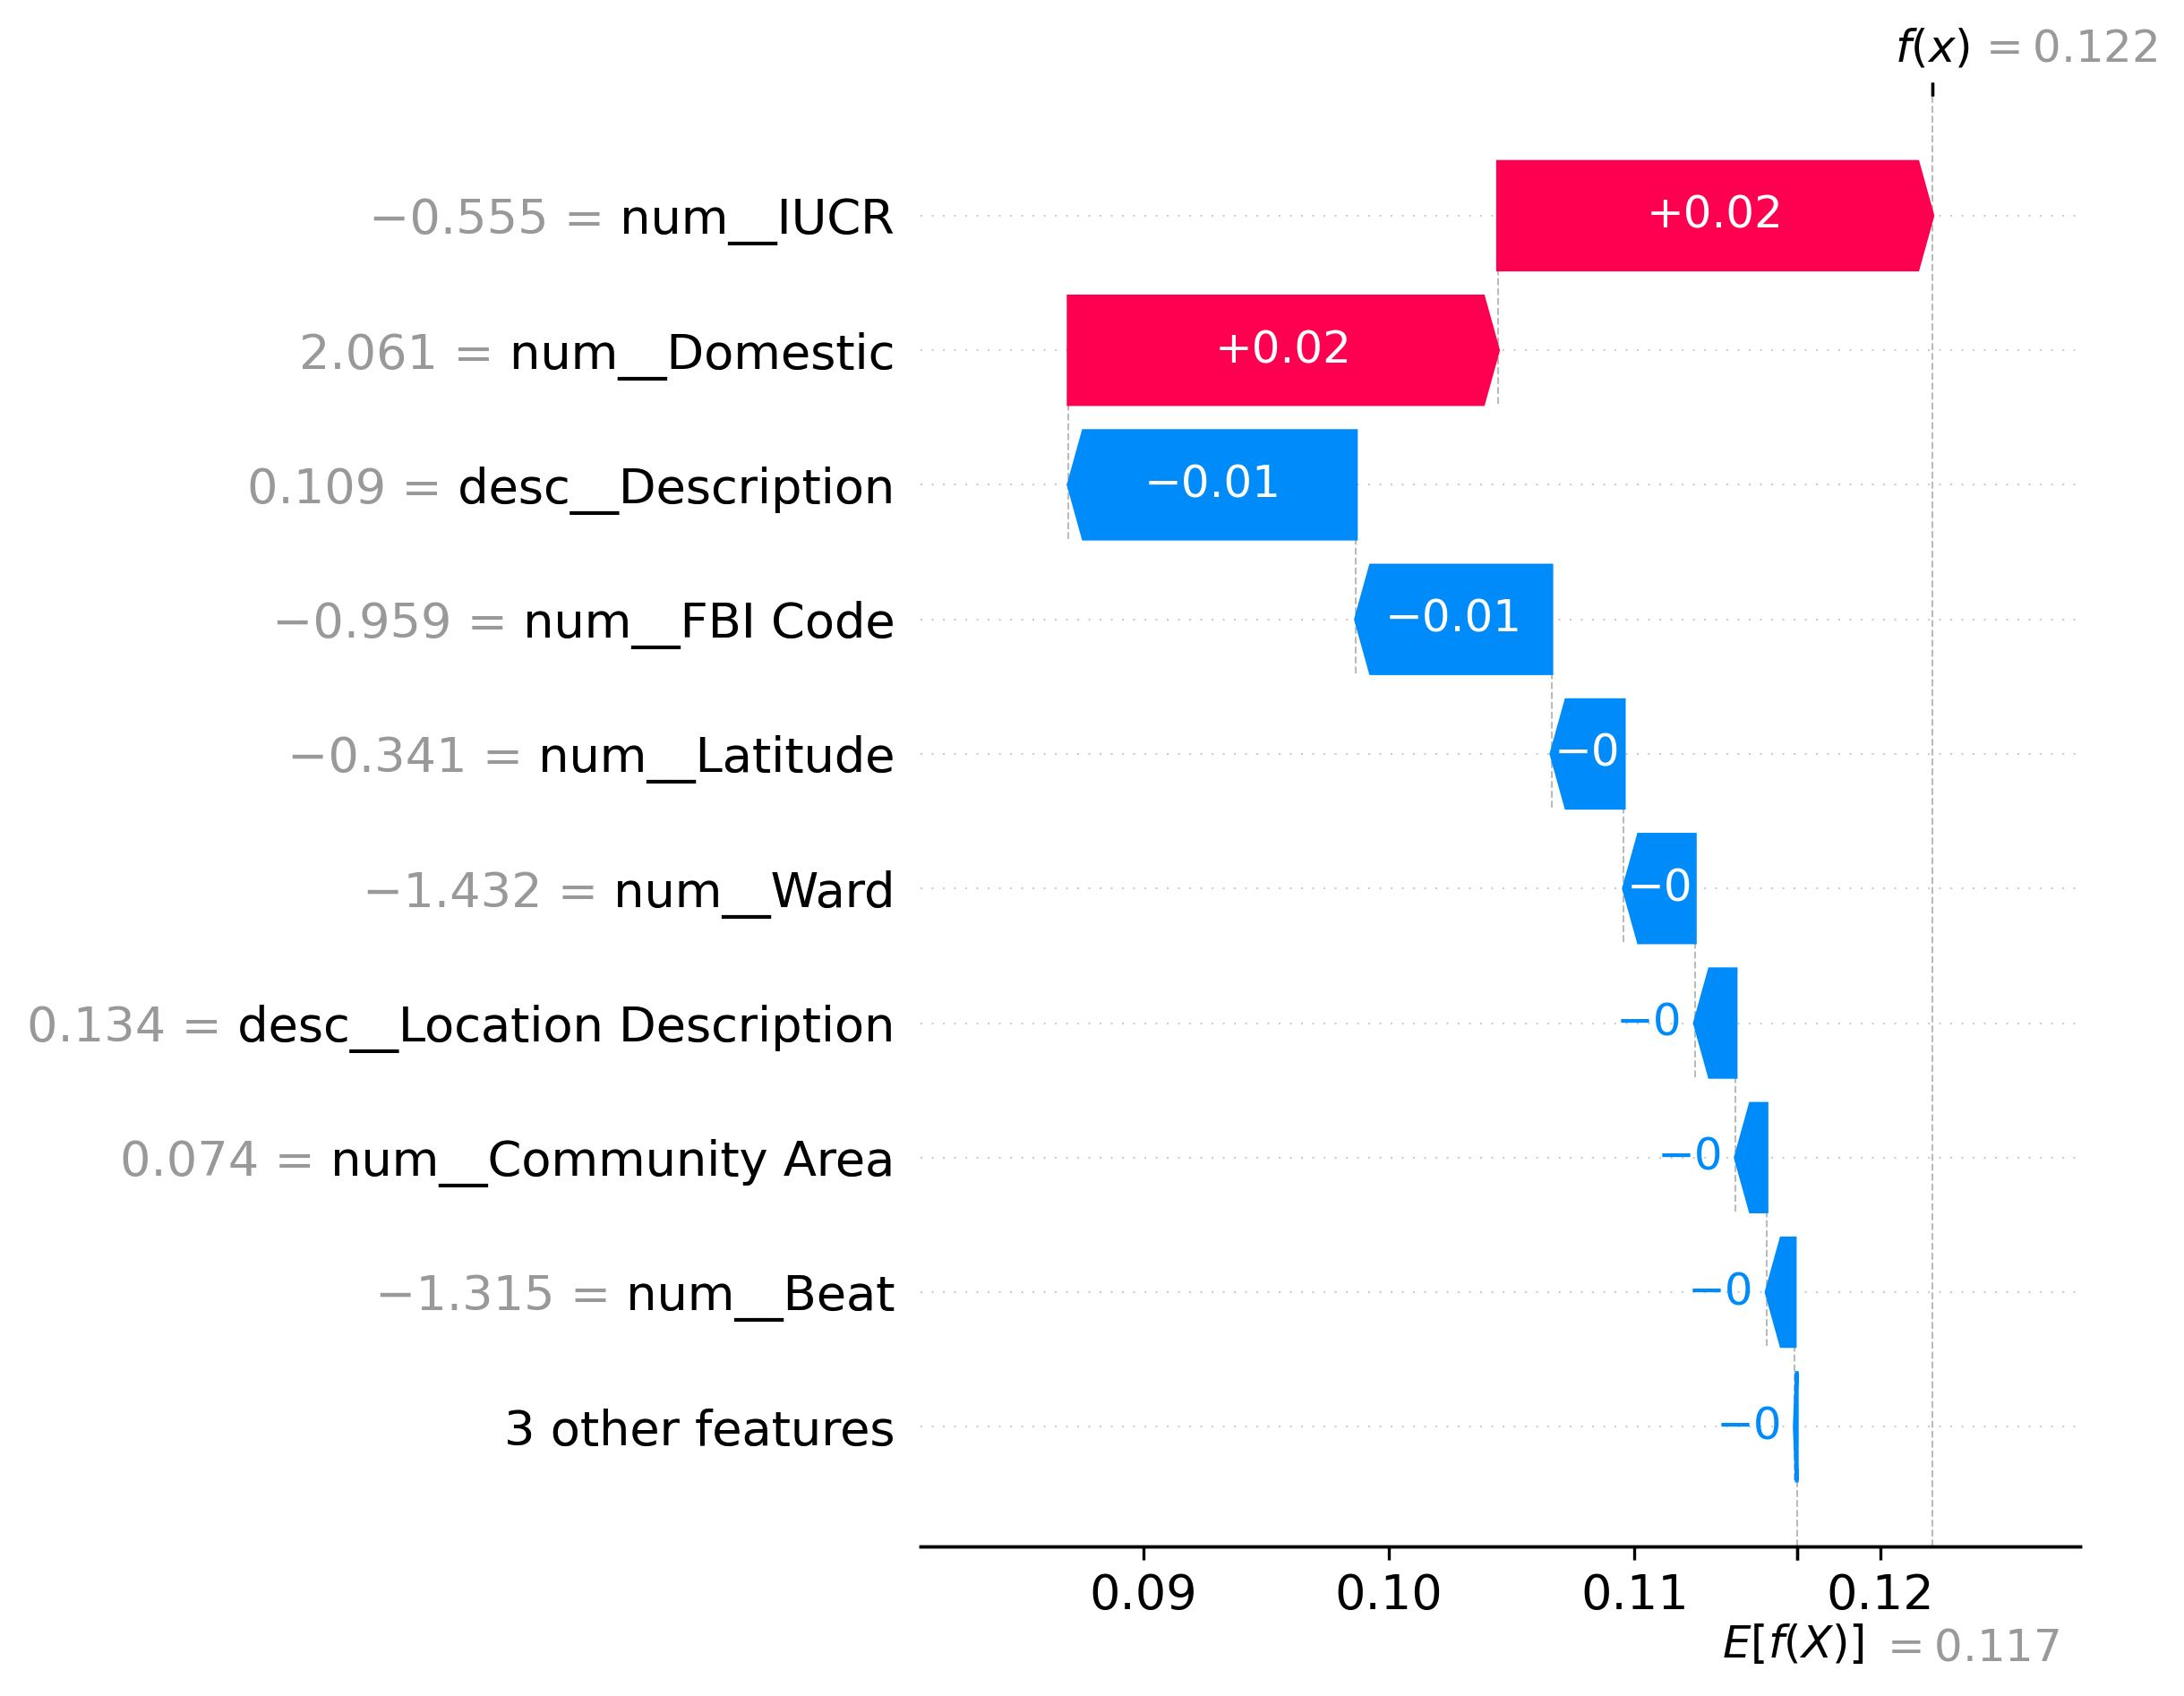 f(x) = 0.122
−0.555 = num__IUCR +0.02
2.061 = num__Domestic +0.02
0.109 = desc__Description −0.01
−0.959 = num__FBI Code −0.01
−0.341 = num__Latitude −0
−1.432 = num__Ward −0
0.134 = desc__Location Description −0
0.074 = num__Community Area −0
−1.315 = num__Beat −0
3 other features −0
0.09 0.10 0.11 0.12
E[f(X)] = 0.117